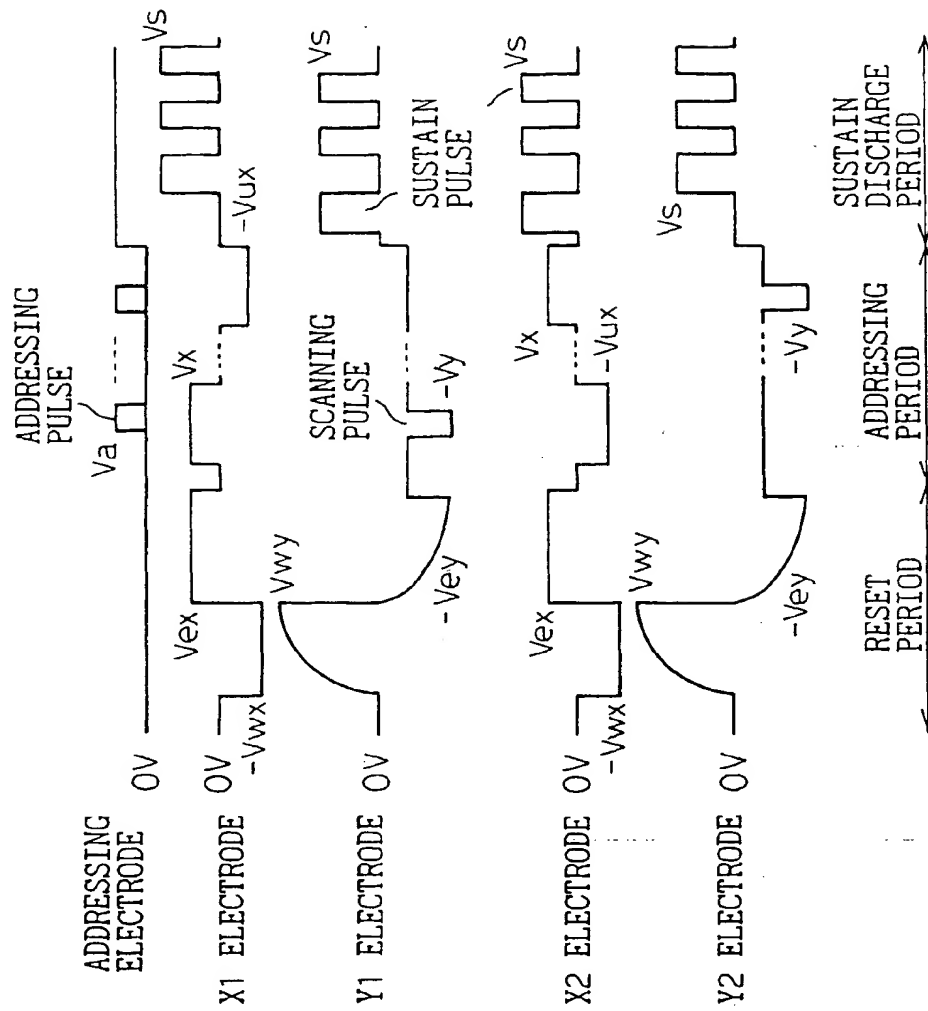 ADDRESSING
ELECTRODE
0V
Va
ADDRESSING
PULSE
X1 ELECTRODE
0V
-Vwx
Vex
Vx
-Vux
Vs
Y1 ELECTRODE
0V
Vwy
-Vey
SCANNING
PULSE
-Vy
SUSTAIN
PULSE
Vs
X2 ELECTRODE
0V
-Vwx
Vex
Vx
-Vux
Vs
Y2 ELECTRODE
0V
Vwy
-Vey
-Vy
Vs
RESET
PERIOD
ADDRESSING
PERIOD
SUSTAIN
DISCHARGE
PERIOD